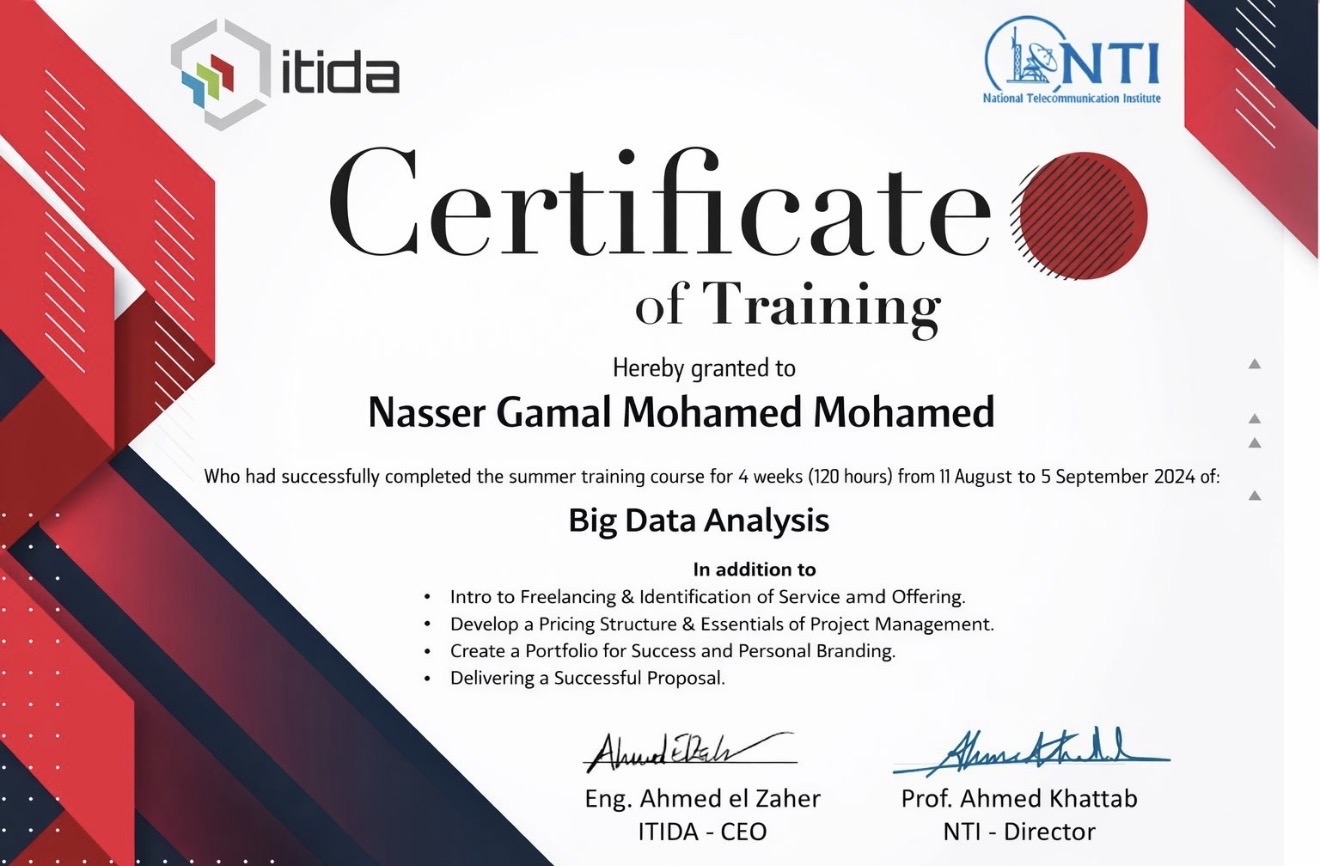 itida
NTI
National Telecommunication Institute
Certificate
of Training
Hereby granted to
Nasser Gamal Mohamed Mohamed
Who had successfully completed the summer training course for 4 weeks (120 hours) from 11 August to 5 September 2024 of:
Big Data Analysis
In addition to
• Intro to Freelancing & Identification of Service amd Offering.
• Develop a Pricing Structure & Essentials of Project Management.
• Create a Portfolio for Success and Personal Branding.
• Delivering a Successful Proposal.
Eng. Ahmed el Zaher
ITIDA - CEO
Prof. Ahmed Khattab
NTI - Director